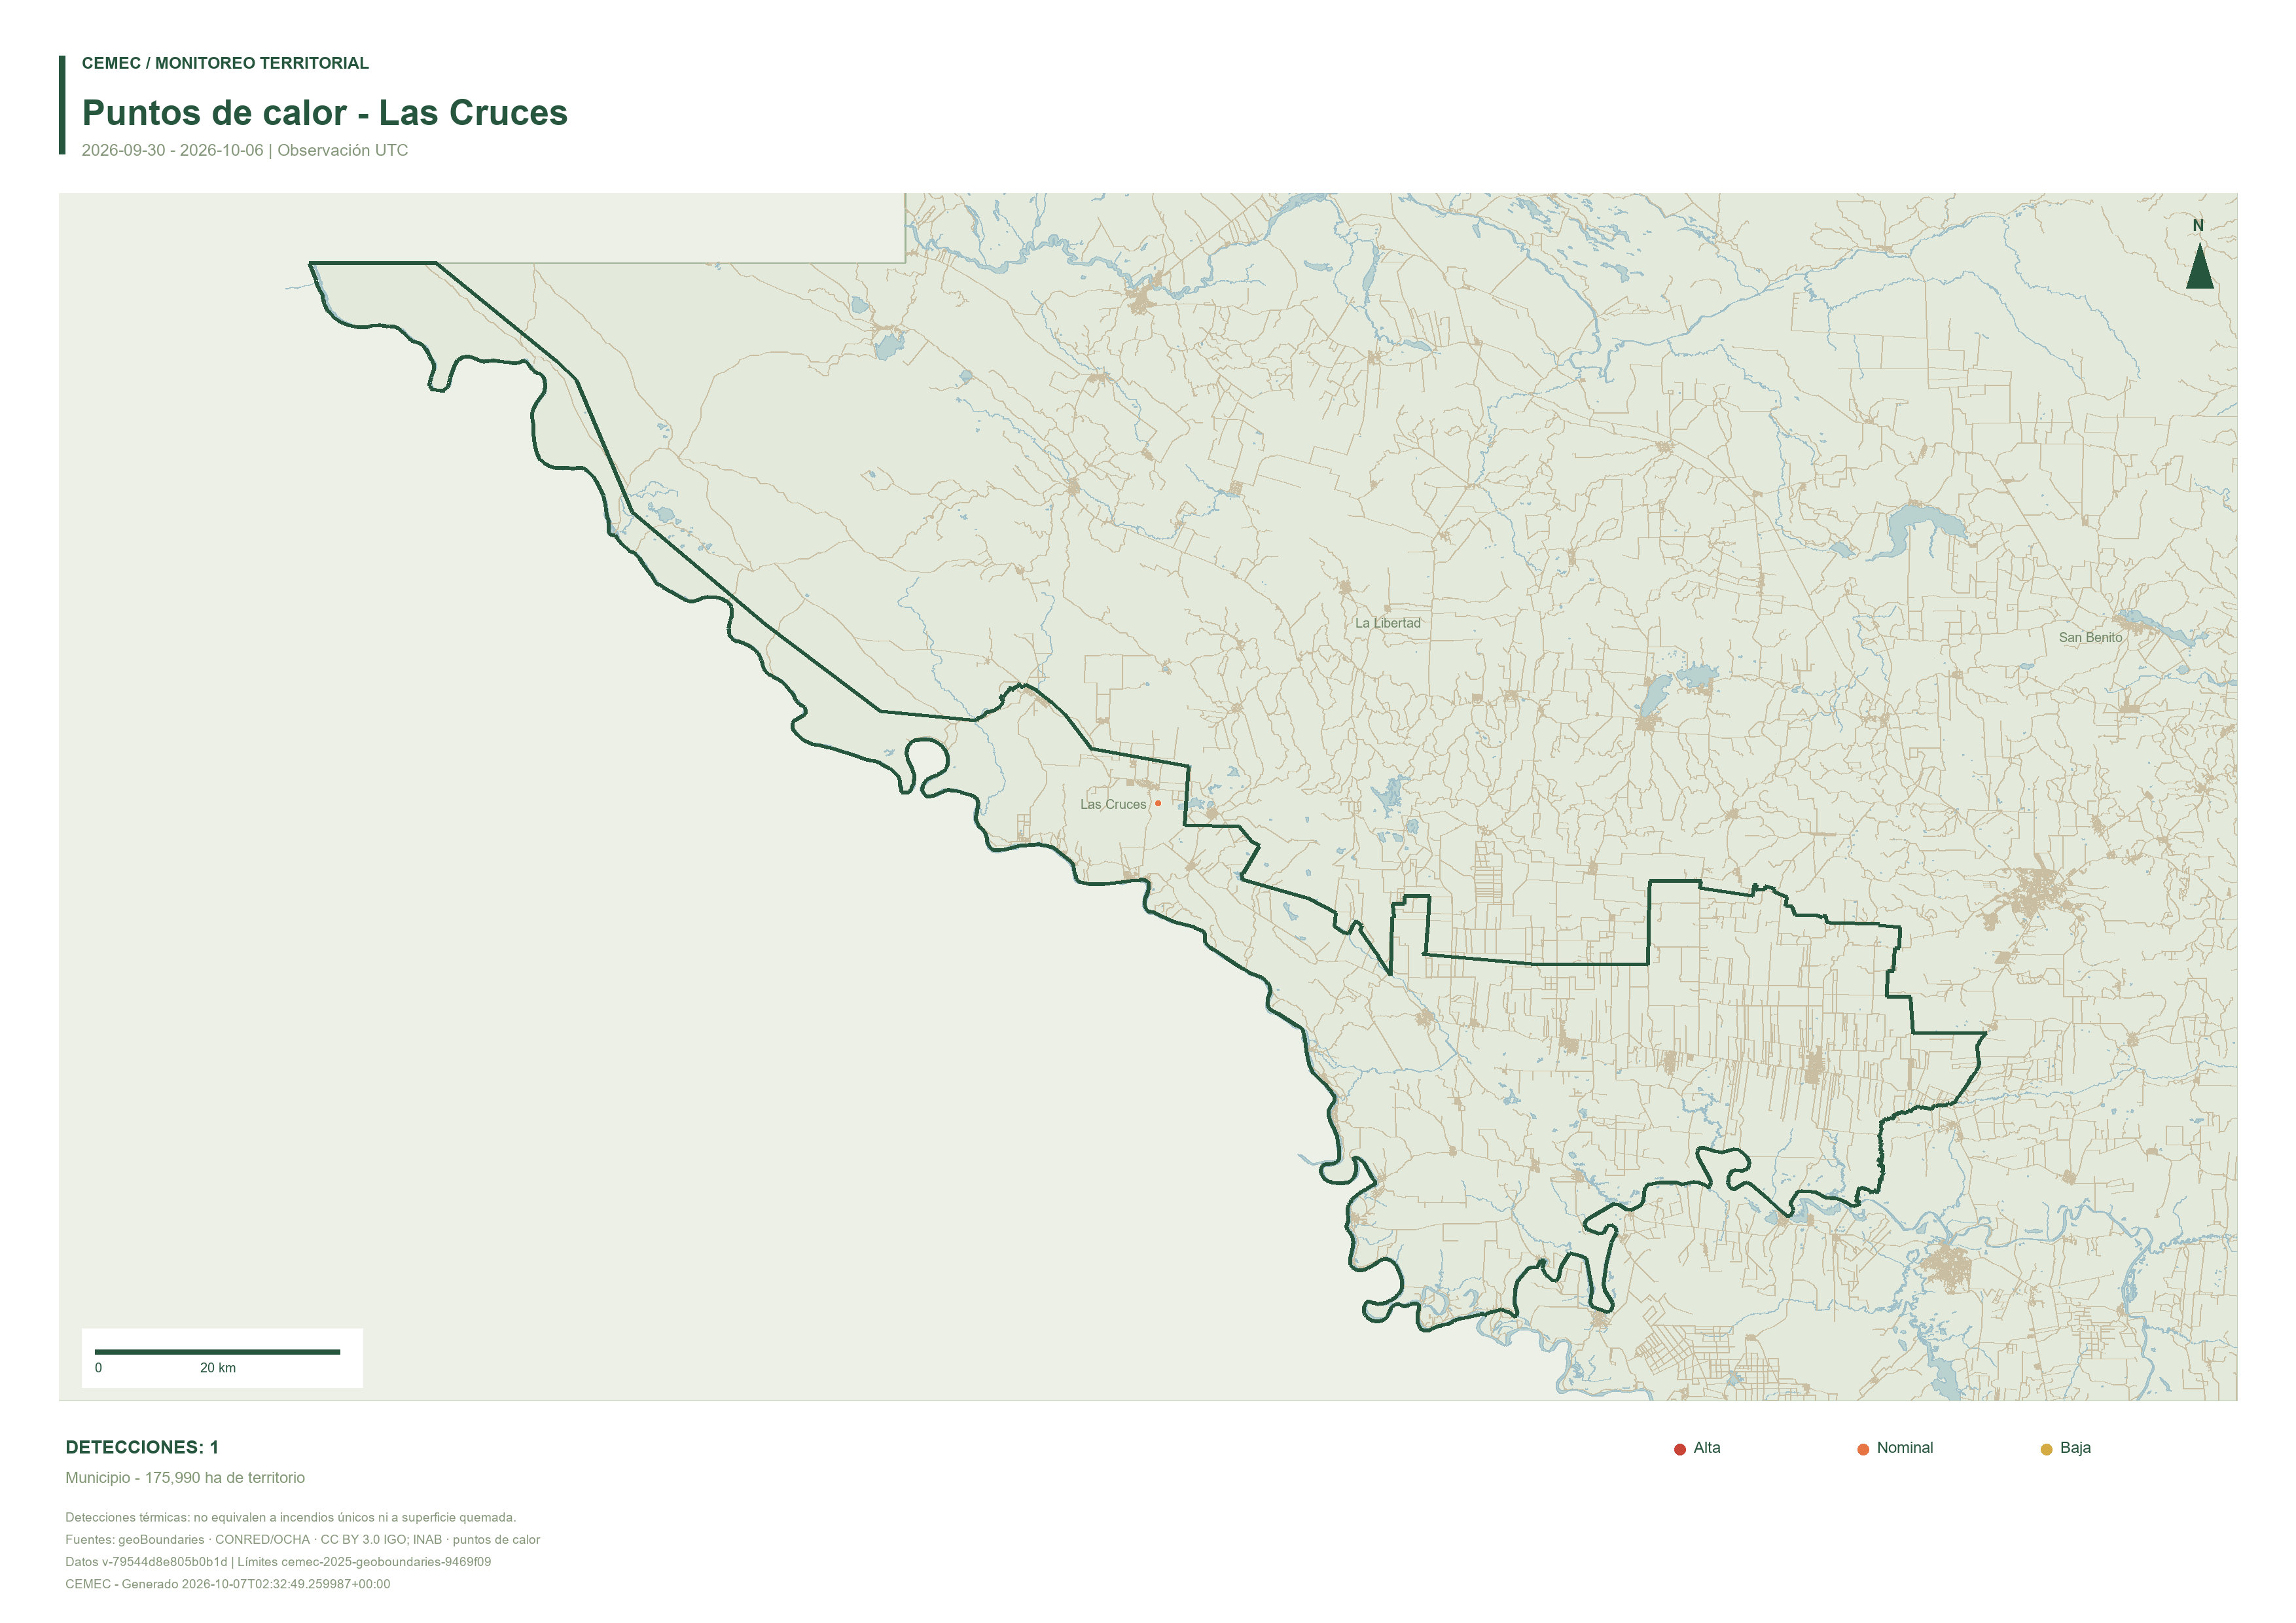 CEMEC / MONITOREO TERRITORIAL
Puntos de calor - Las Cruces
2026-09-30 - 2026-10-06 | Observación UTC
N
La Libertad
San Benito
Las Cruces
0 20 km
DETECCIONES: 1
Alta Nominal Baja
Municipio - 175,990 ha de territorio
Detecciones térmicas: no equivalen a incendios únicos ni a superficie quemada.
Fuentes: geoBoundaries · CONRED/OCHA · CC BY 3.0 IGO; INAB · puntos de calor
Datos v-79544d8e805b0b1d | Límites cemec-2025-geoboundaries-9469f09
CEMEC - Generado 2026-10-07T02:32:49.259987+00:00